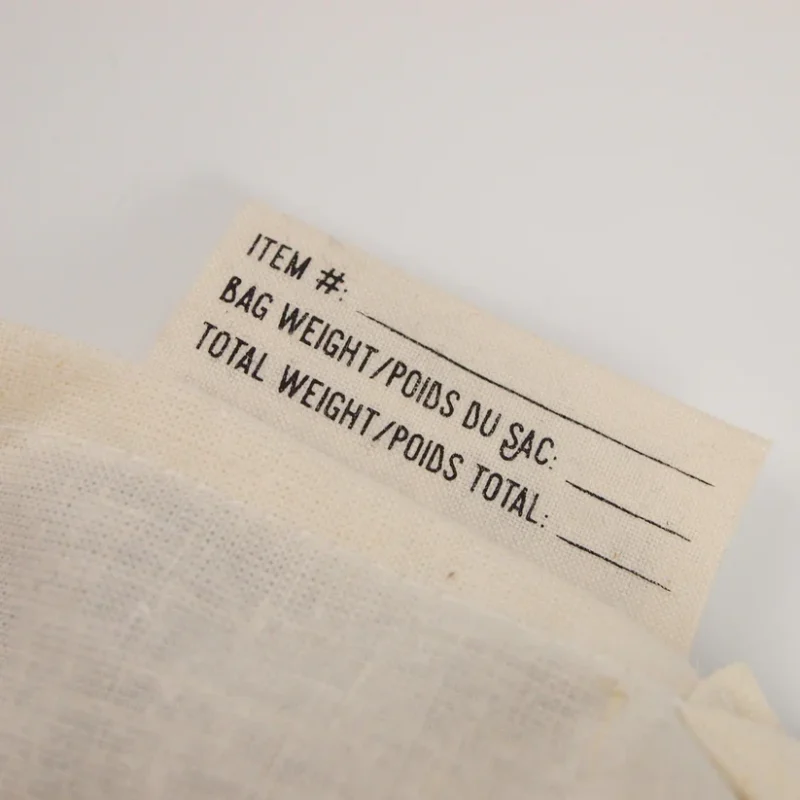 ITEM #:
BAG WEIGHT/POIDS DU SAC:
TOTAL WEIGHT/POIDS TOTAL: